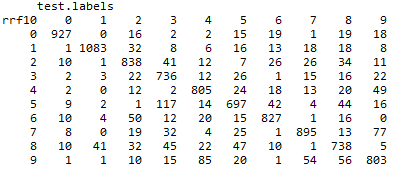 test.labels
rrf10 0 1 2 3 4 5 6 7 8 9
0 927 0 16 2 2 15 19 1 19 18
1 1 1083 32 8 6 16 13 18 18 8
2 10 1 838 41 12 7 26 26 34 11
3 2 3 22 736 12 26 1 15 16 22
4 2 0 12 2 805 24 18 13 20 49
5 9 2 1 117 14 697 42 4 44 16
6 10 4 50 12 20 15 827 1 16 0
7 8 0 19 32 4 25 1 895 13 77
8 10 41 32 45 22 47 10 1 738 5
9 1 1 10 15 85 20 1 54 56 803